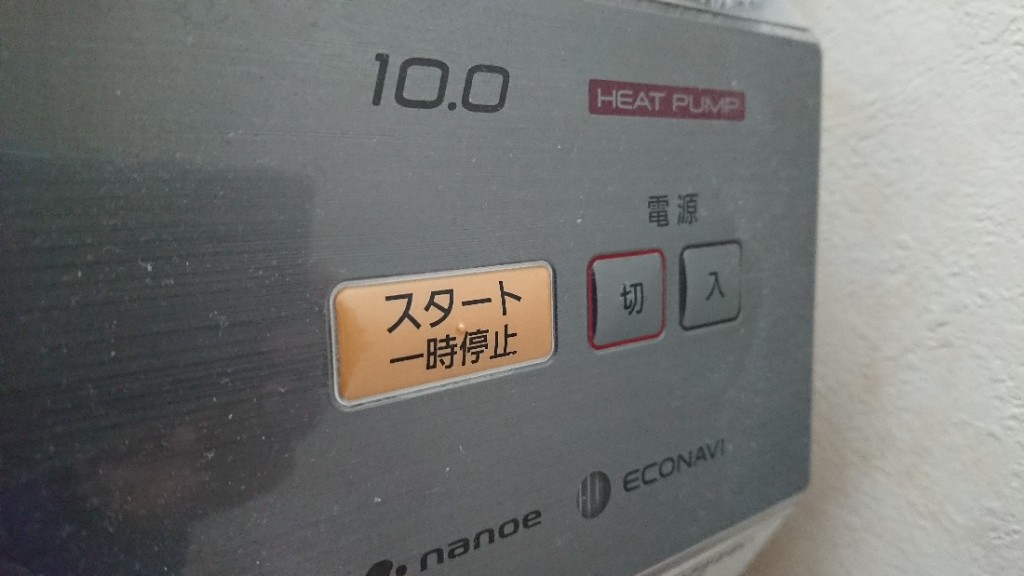 10.0
HEAT PUMP
電源
切
入
スタート
一時停止
ECONAVI
nanoe